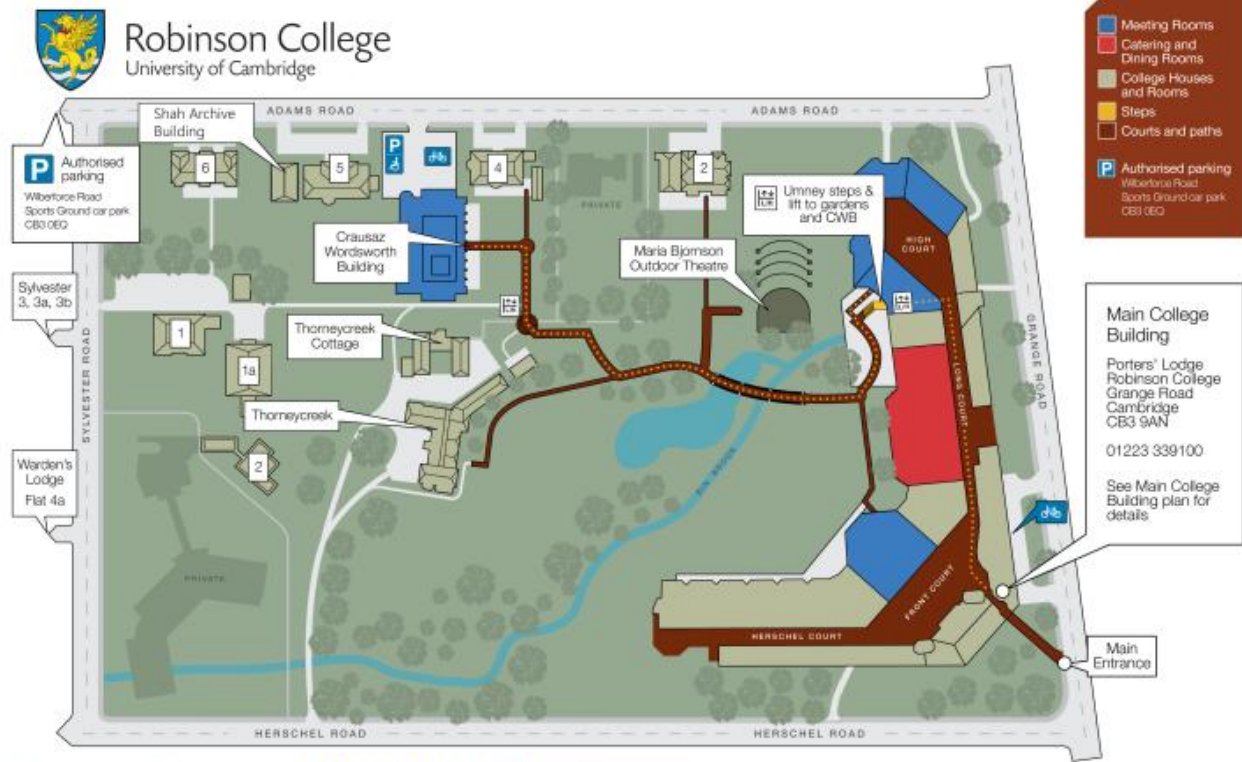 Robinson College
University of Cambridge
Meeting Rooms
Catering and
Dining Rooms
College Houses
and Rooms
Steps
Courts and paths
P Authorised parking
Wilberforce Road
Sports Ground car park
CB3 0EQ
ADAMS ROAD
ADAMS ROAD
Shah Archive
Building
P Authorised
parking
Wilberforce Road
Sports Ground car park
CB3 0EQ
6
5
P
4
2
PRIVATE
Umney steps &
lift to gardens
and CWB
Crausaz
Wordsworth
Building
Maria Bjornson
Outdoor Theatre
HIGH
COURT
Sylvester
3, 3a, 3b
1
1a
Thorneycreek
Cottage
Thorneycreek
2
SYLVESTER ROAD
GRANGE ROAD
LONG COURT
Main College
Building
Porters' Lodge
Robinson College
Grange Road
Cambridge
CB3 9AN
01223 339100
See Main College
Building plan for
details
Warden's
Lodge
Flat 4a
BIN BROOK
PRIVATE
FRONT COURT
HERSCHEL COURT
Main
Entrance
HERSCHEL ROAD
HERSCHEL ROAD